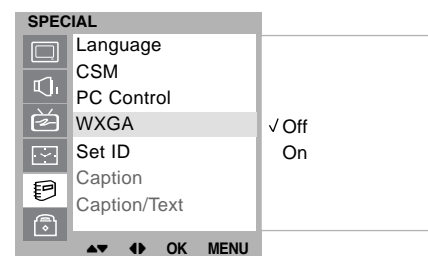 SPECIAL
Language
CSM
PC Control
WXGA
√ Off
On
Set ID
Caption
Caption/Text
▲▼ ◀▶ OK MENU